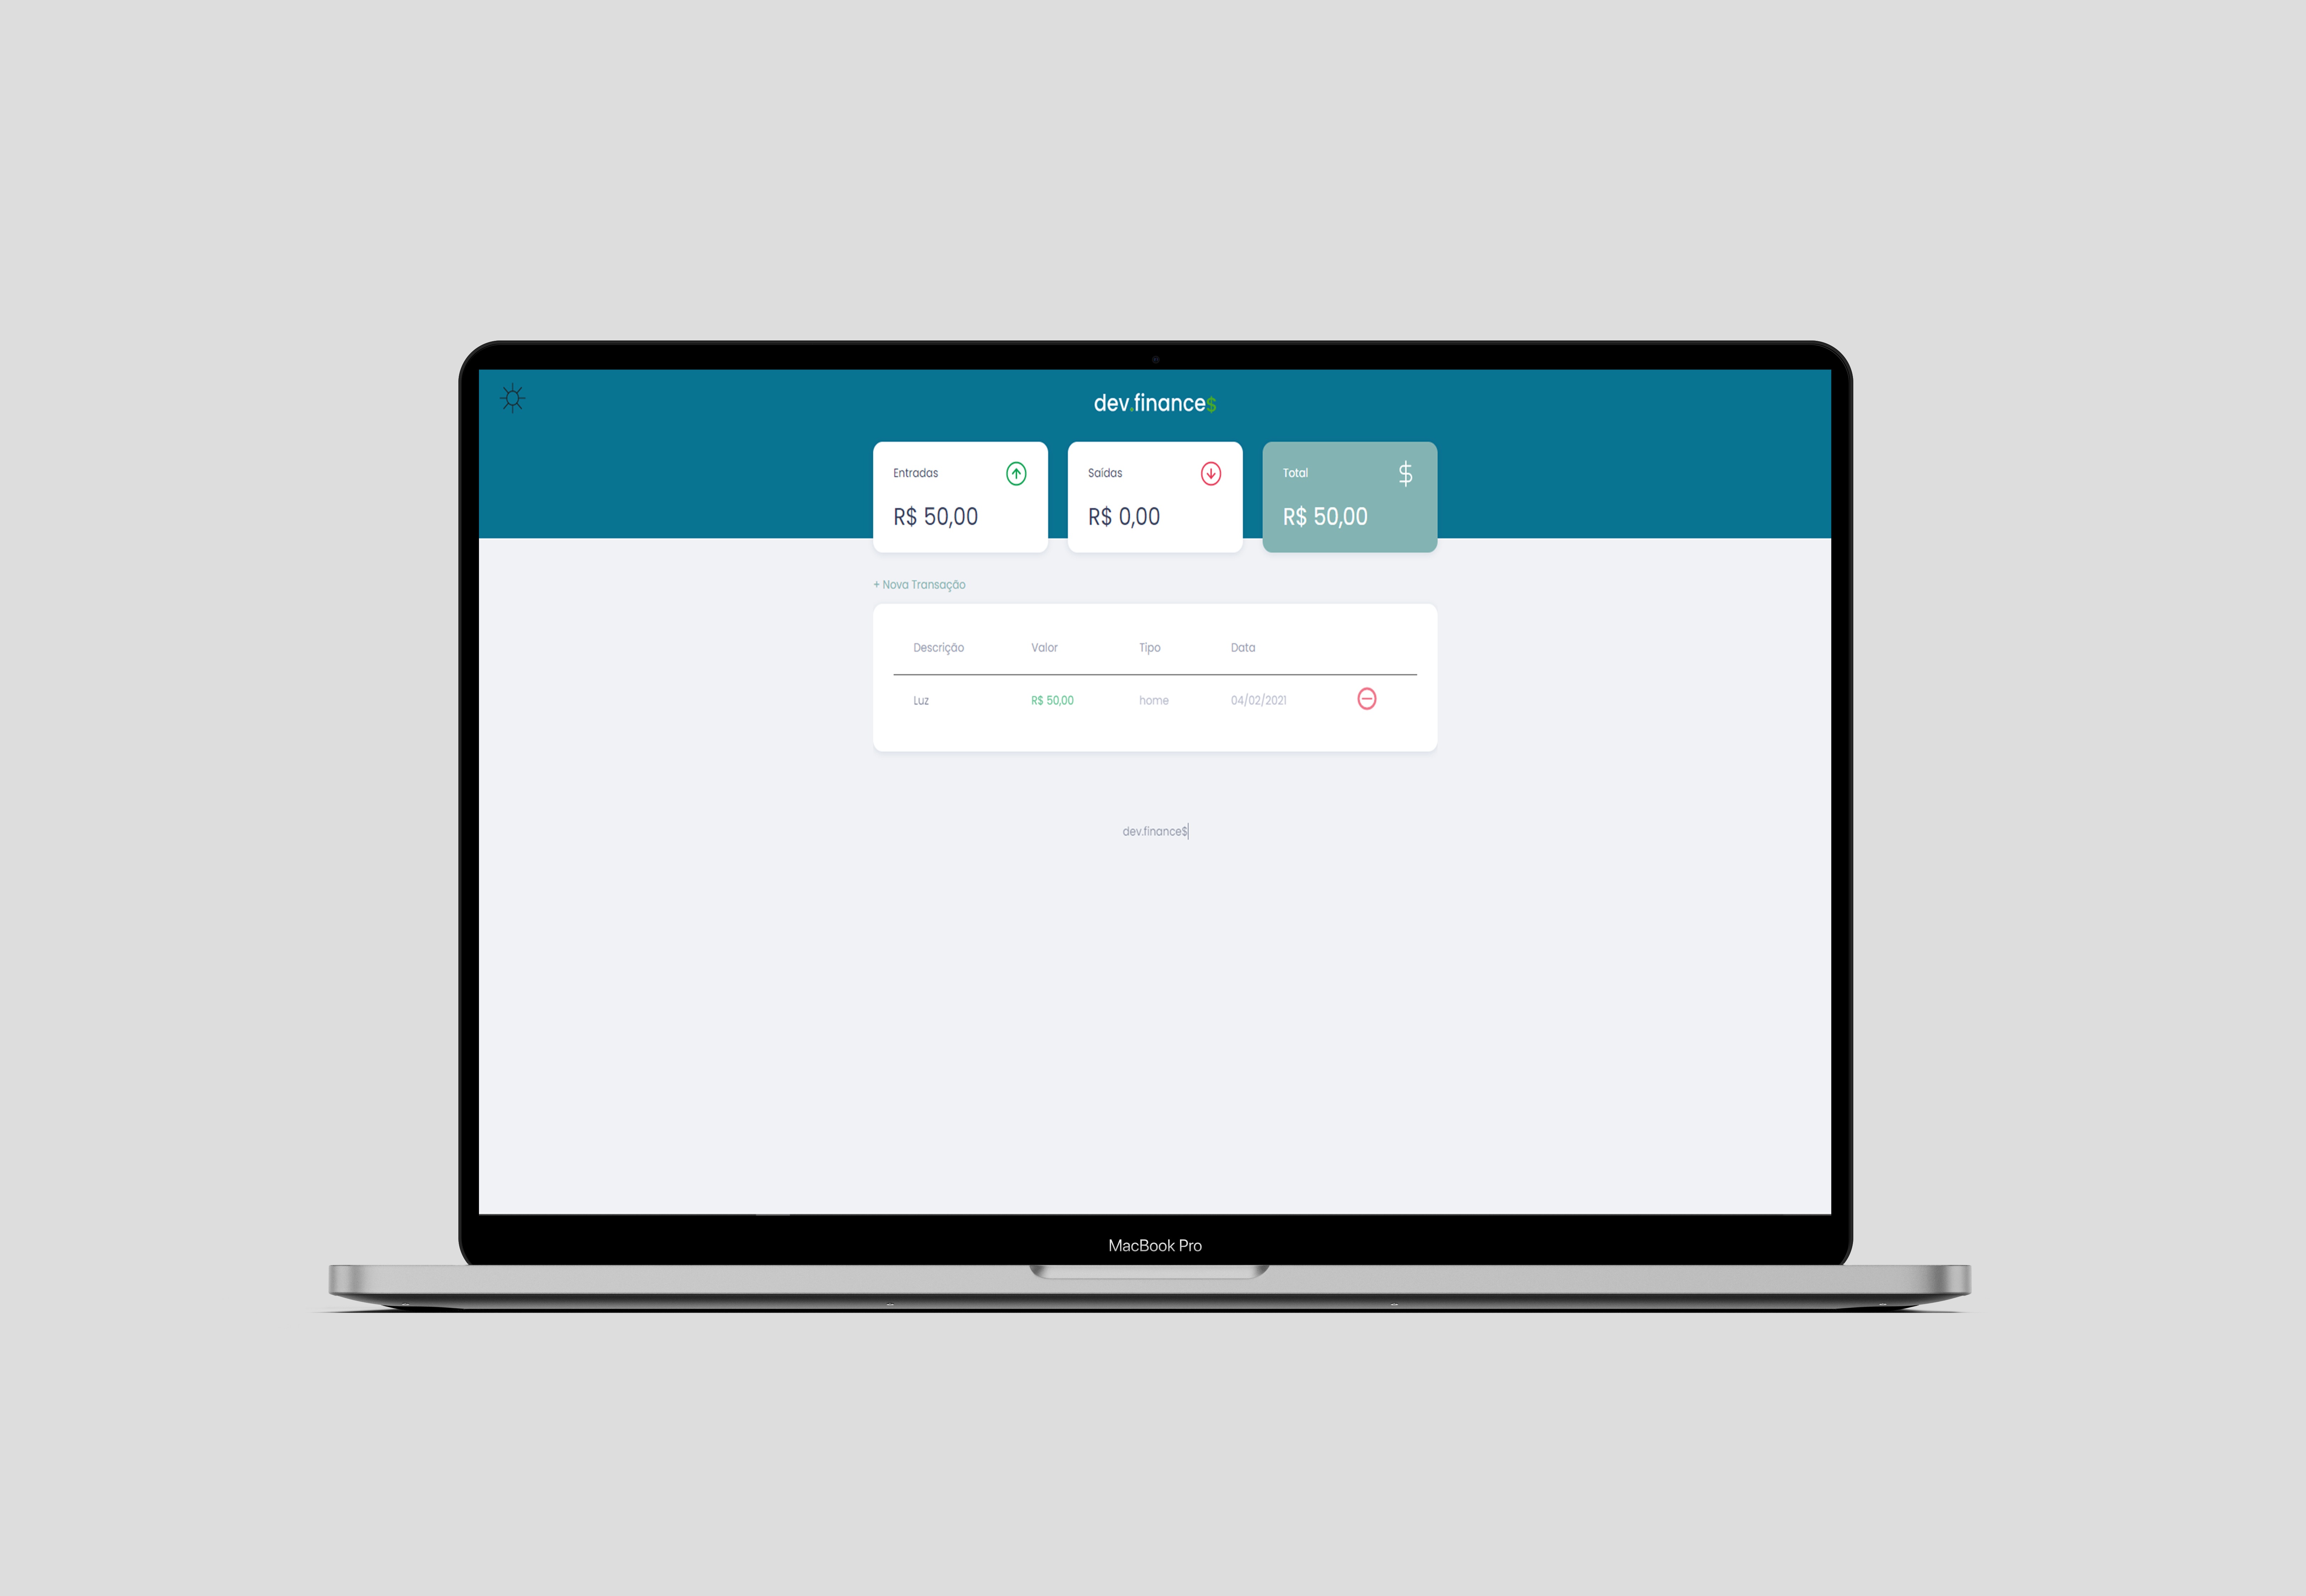 dev.finance$
Entradas
R$ 50,00
Saídas
R$ 0,00
Total
$
R$ 50,00
+ Nova Transação
Descrição Valor Tipo Data
Luz R$ 50,00 home 04/02/2021
dev.finance$
MacBook Pro